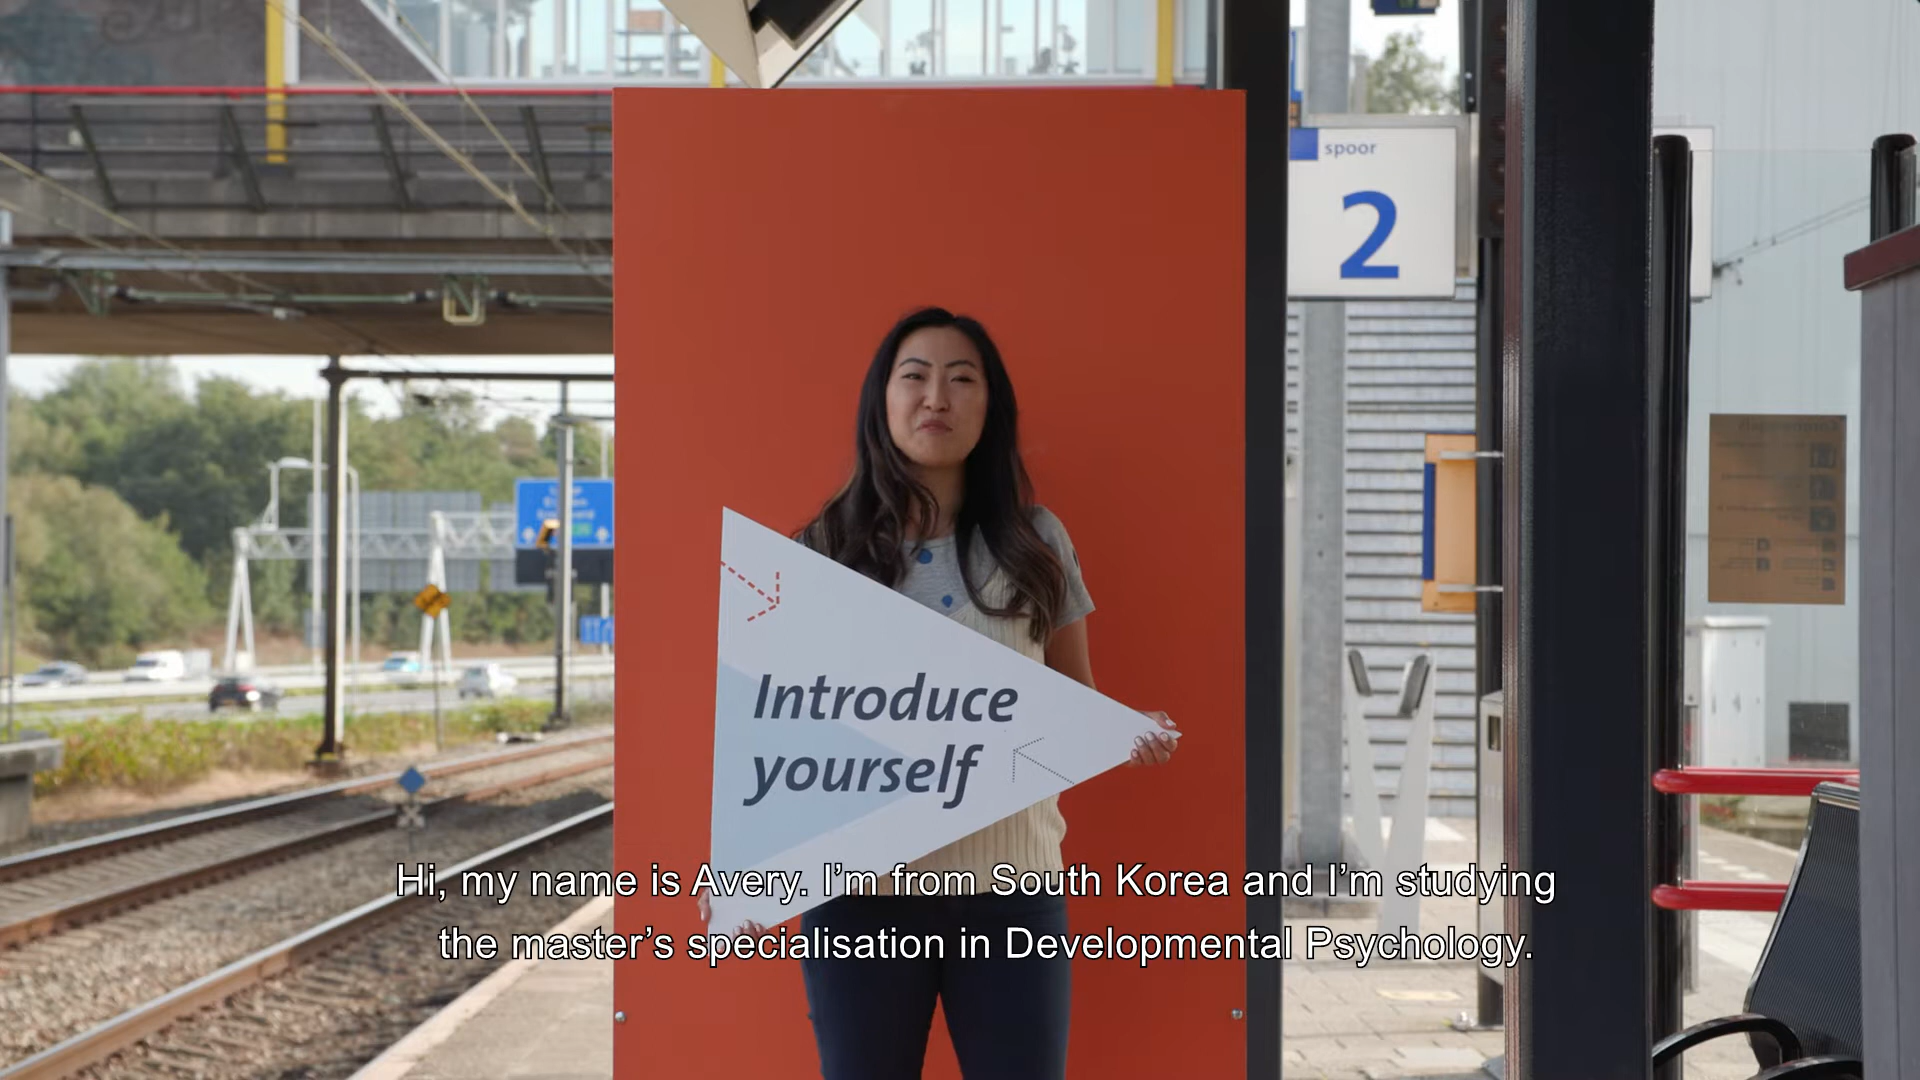 spoor
2
Introduce
yourself
Hi, my name is Avery. I’m from South Korea and I’m studying
the master’s specialisation in Developmental Psychology.